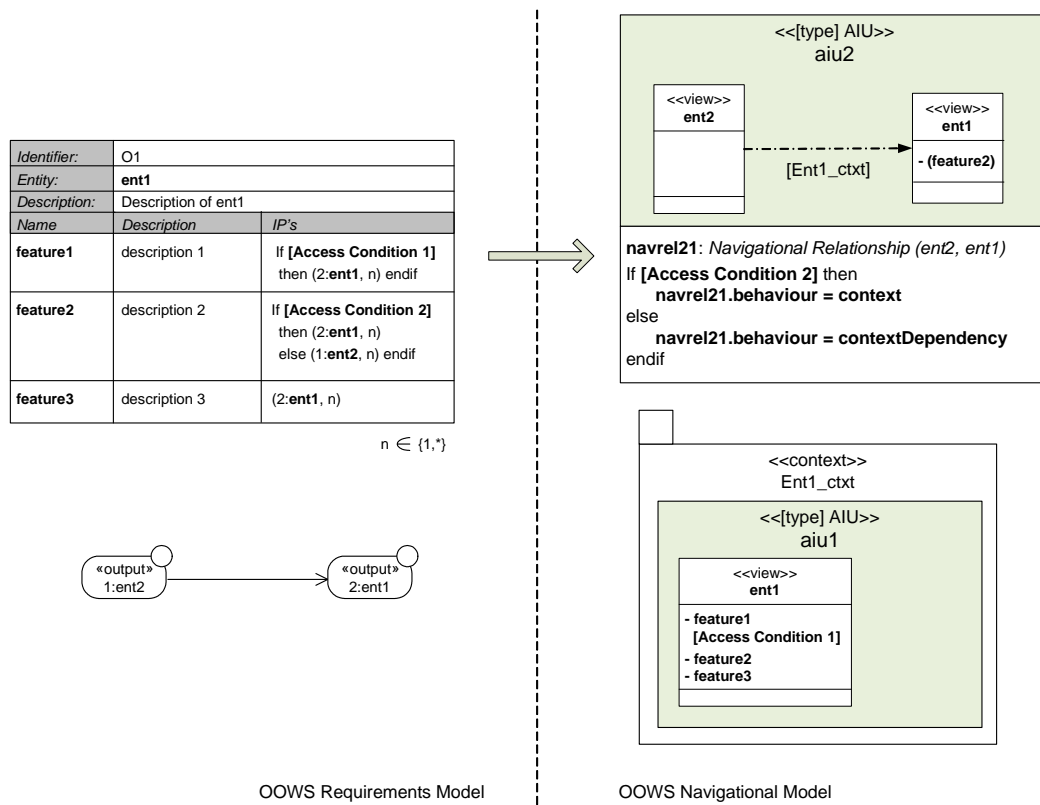 Identifier: O1
Entity: ent1
Description: Description of ent1
Name Description IP's
feature1 description 1 If [Access Condition 1]
then (2:ent1, n) endif
feature2 description 2 If [Access Condition 2]
then (2:ent1, n)
else (1:ent2, n) endif
feature3 description 3 (2:ent1, n)
n ∈ {1,*}
«output»
1:ent2
«output»
2:ent1
OOWS Requirements Model
<<[type] AIU>>
aiu2
<<view>>
ent2
[Ent1_ctxt]
<<view>>
ent1
- (feature2)
navrel21: Navigational Relationship (ent2, ent1)
If [Access Condition 2] then
navrel21.behaviour = context
else
navrel21.behaviour = contextDependency
endif
<<context>>
Ent1_ctxt
<<[type] AIU>>
aiu1
<<view>>
ent1
- feature1
[Access Condition 1]
- feature2
- feature3
OOWS Navigational Model